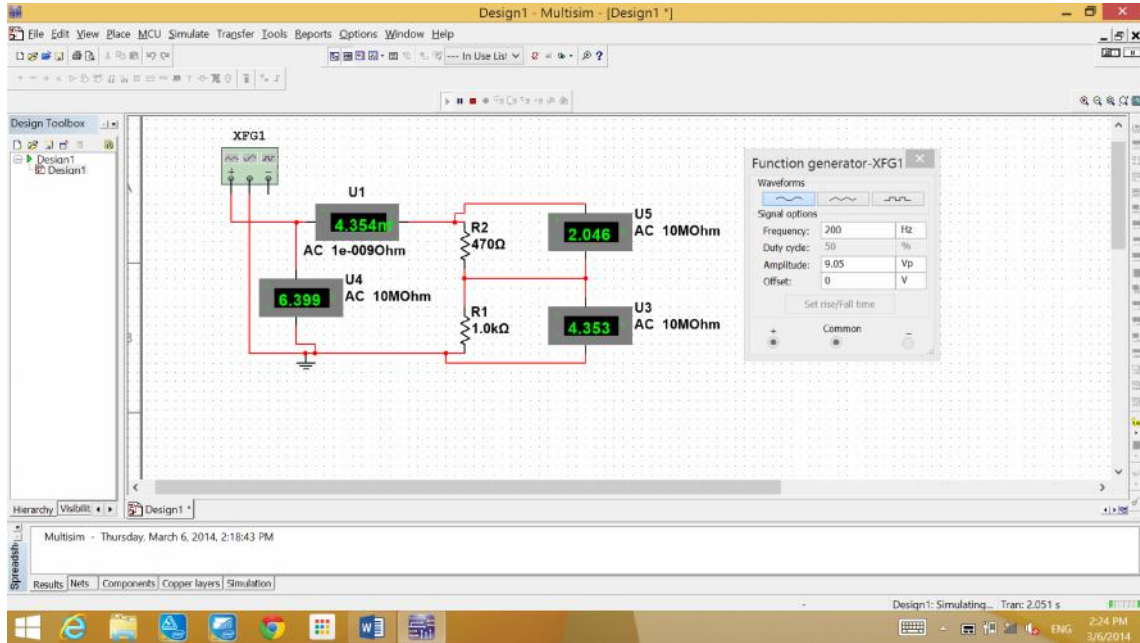 Design1 - Multisim - [Design1 *]
File Edit View Place MCU Simulate Transfer Tools Reports Options Window Help
--- In Use List
Design Toolbox
Design1
Design1
XFG1
U1
4.354m
AC 1e-009Ohm
R2
470Ω
U5
2.046
AC 10MOhm
U4
6.399
AC 10MOhm
R1
1.0kΩ
U3
4.353
AC 10MOhm
Function generator-XFG1
Waveforms
Signal options
Frequency: 200 Hz
Duty cycle: 50 %
Amplitude: 9.05 Vp
Offset: 0 V
Set rise/Fall time
+ Common -
A
B
Hierarchy Visibilit
Design1 *
Multisim - Thursday, March 6, 2014, 2:18:43 PM
Spreadsh
Results Nets Components Copper layers Simulation
Design1: Simulating... Tran: 2.051 s
ENG
2:24 PM
3/6/2014